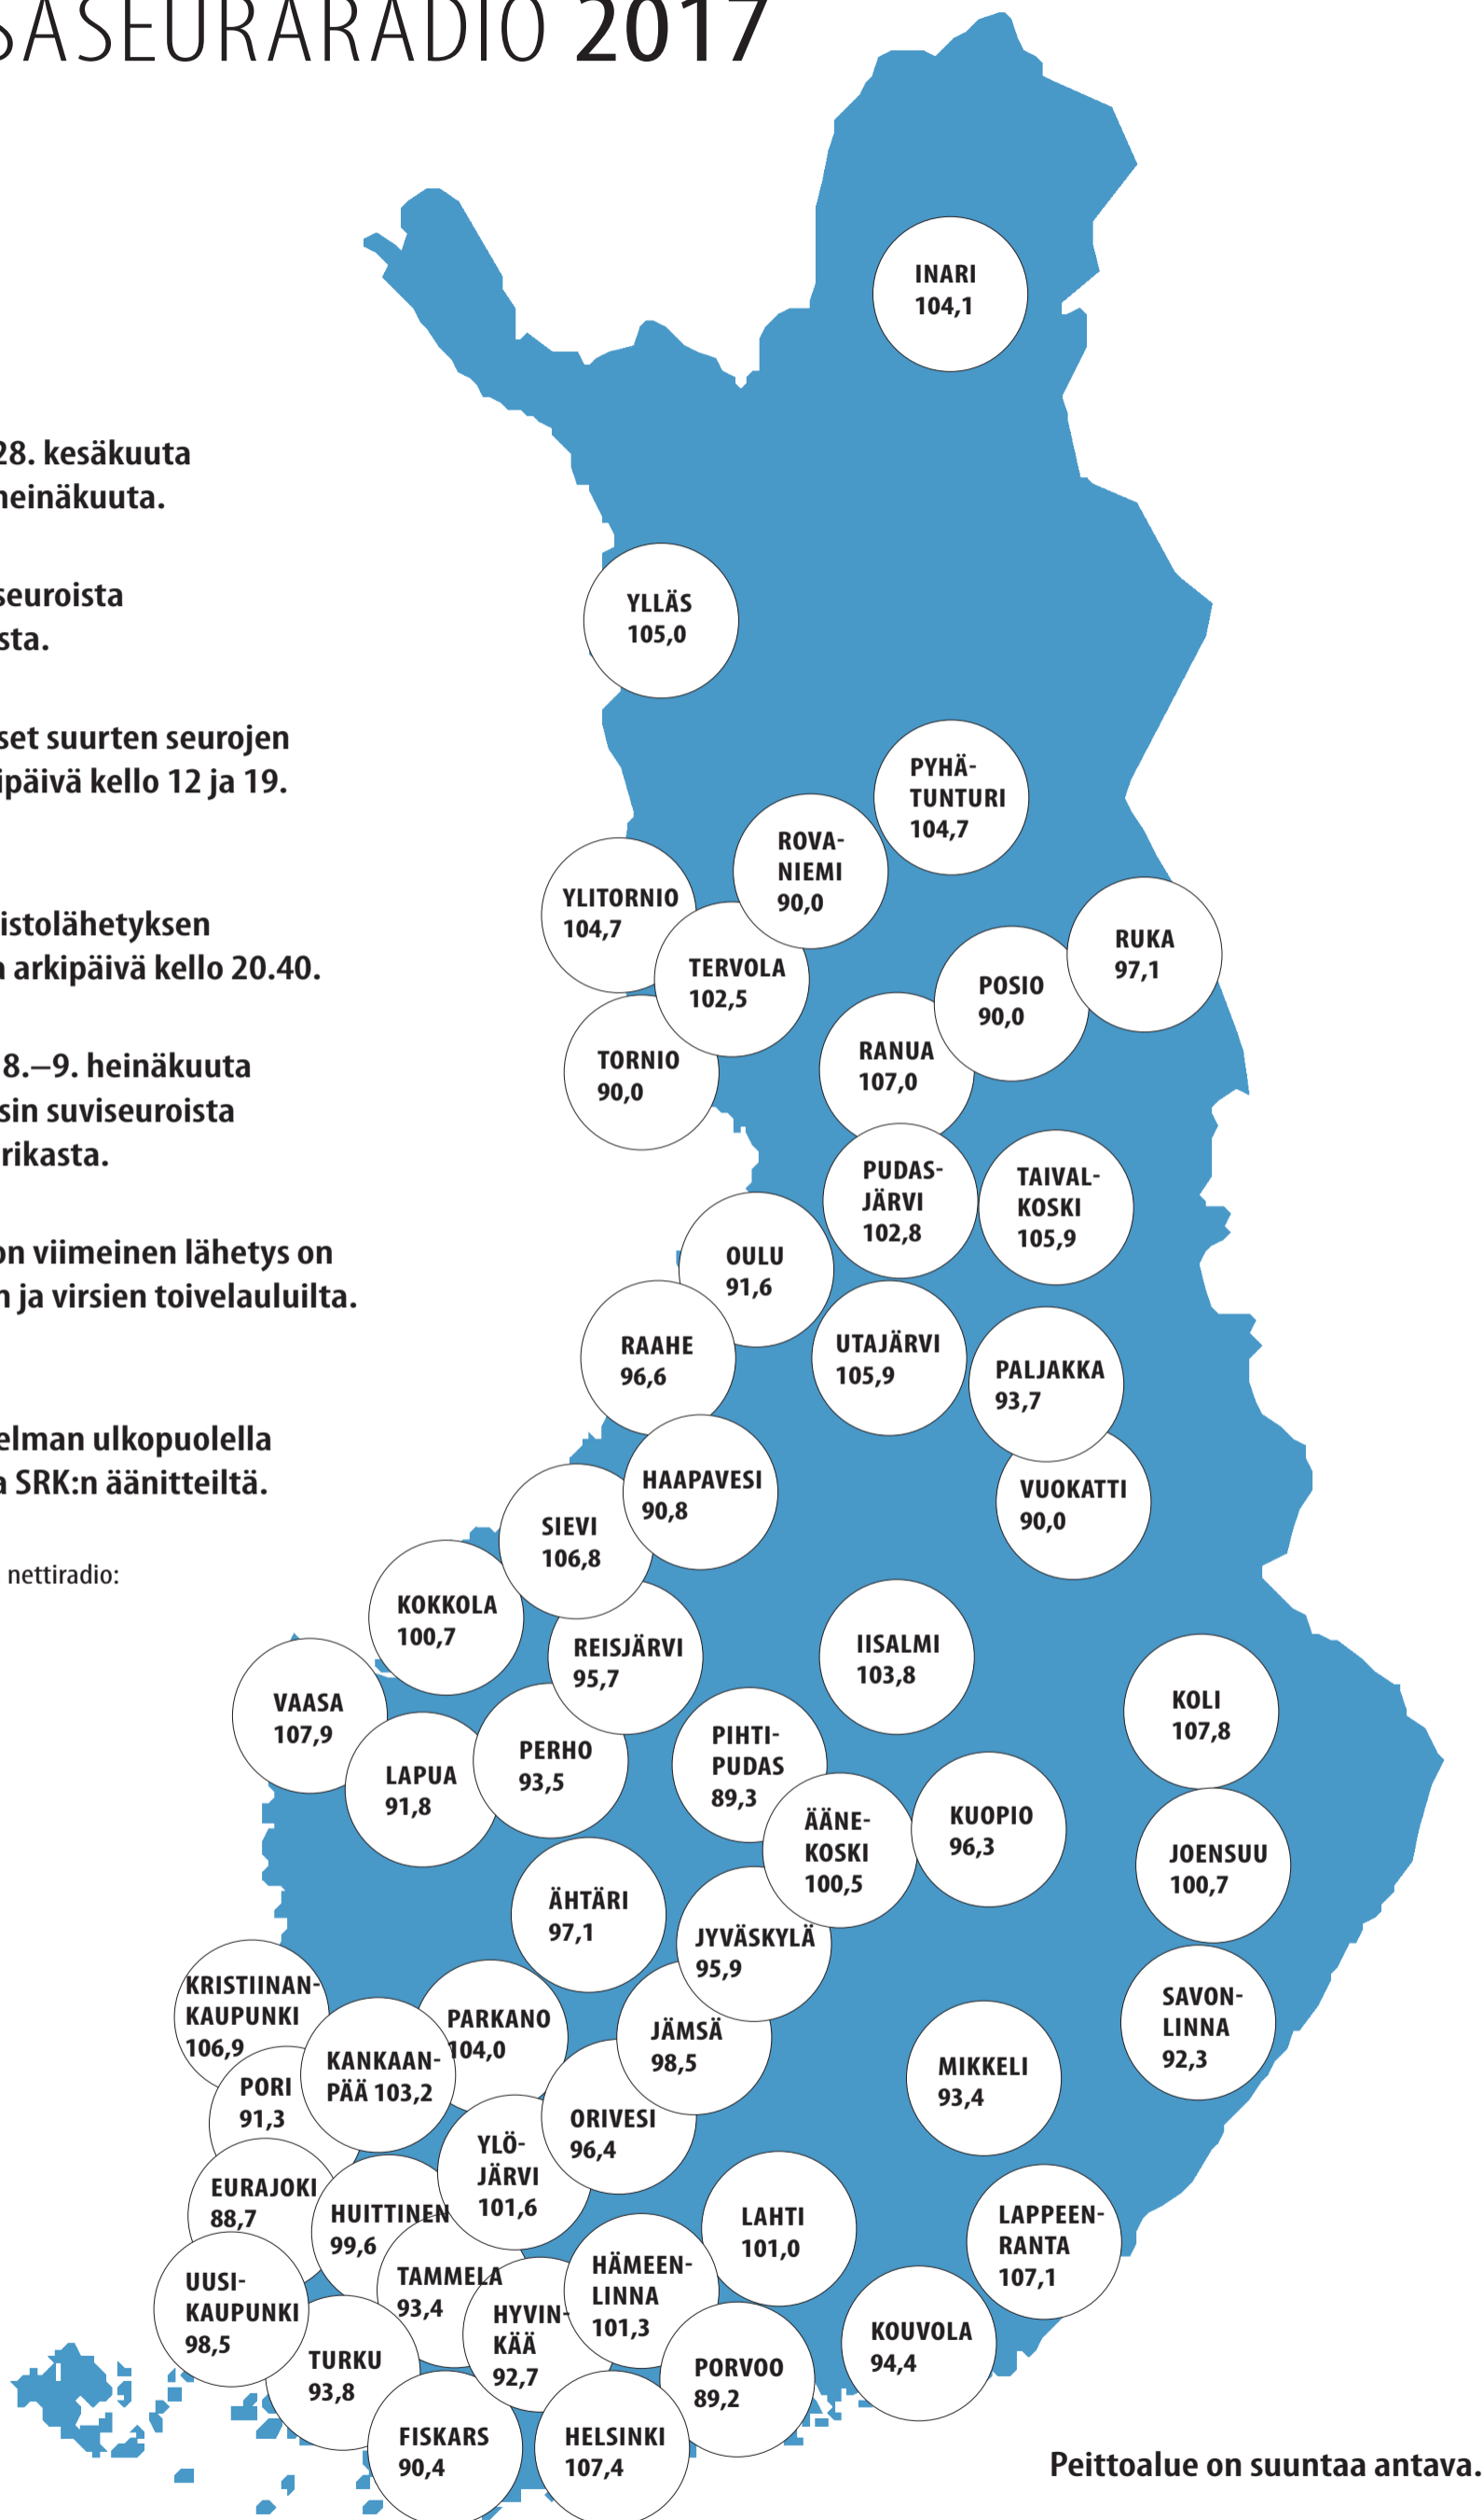 SEURARADIO 2017
28. kesäkuuta
heinäkuuta.
seuroista
sta.
set suurten seurojen
ipäivä kello 12 ja 19.
istolähetyksen
a arkipäivä kello 20.40.
8.–9. heinäkuuta
sin suviseuroista
rikasta.
on viimeinen lähetys on
n ja virsien toivelauluilta.
elman ulkopuolella
a SRK:n äänitteiltä.
nettiradio:
INARI
104,1
YLLÄS
105,0
PYHÄ-
TUNTURI
104,7
ROVA-
NIEMI
90,0
YLITORNIO
104,7
TERVOLA
102,5
RUKA
97,1
POSIO
90,0
TORNIO
90,0
RANUA
107,0
PUDAS-
JÄRVI
102,8
TAIVAL-
KOSKI
105,9
OULU
91,6
RAAHE
96,6
UTAJÄRVI
105,9
PALJAKKA
93,7
HAAPAVESI
90,8
VUOKATTI
90,0
SIEVI
106,8
KOKKOLA
100,7
REISJÄRVI
95,7
IISALMI
103,8
VAASA
107,9
KOLI
107,8
LAPUA
91,8
PERHO
93,5
PIHTI-
PUDAS
89,3
ÄÄNE-
KOSKI
100,5
KUOPIO
96,3
JOENSUU
100,7
ÄHTÄRI
97,1
JYVÄSKYLÄ
95,9
KRISTIINAN-
KAUPUNKI
106,9
PARKANO
104,0
JÄMSÄ
98,5
SAVON-
LINNA
92,3
KANKAAN-
PÄÄ 103,2
MIKKELI
93,4
PORI
91,3
ORIVESI
96,4
YLÖ-
JÄRVI
101,6
EURAJOKI
88,7
HUITTINEN
99,6
LAHTI
101,0
LAPPEEN-
RANTA
107,1
UUSI-
KAUPUNKI
98,5
TAMMELA
93,4
HÄMEEN-
LINNA
101,3
HYVIN-
KÄÄ
92,7
KOUVOLA
94,4
TURKU
93,8
PORVOO
89,2
FISKARS
90,4
HELSINKI
107,4
Peittoalue on suuntaa antava.